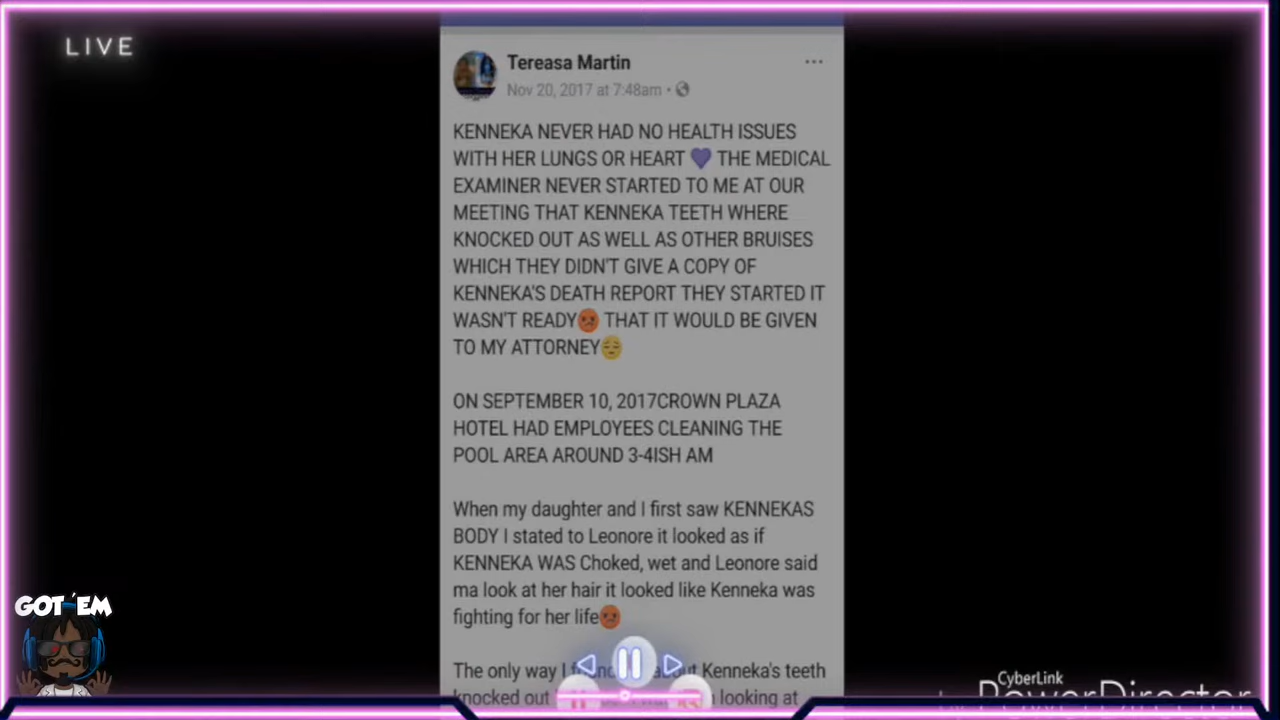 LIVE
Tereasa Martin
Nov 20, 2017 at 7:48am •
KENNEKA NEVER HAD NO HEALTH ISSUES
WITH HER LUNGS OR HEART 💜 THE MEDICAL
EXAMINER NEVER STARTED TO ME AT OUR
MEETING THAT KENNEKA TEETH WHERE
KNOCKED OUT AS WELL AS OTHER BRUISES
WHICH THEY DIDN'T GIVE A COPY OF
KENNEKA'S DEATH REPORT THEY STARTED IT
WASN'T READY😡 THAT IT WOULD BE GIVEN
TO MY ATTORNEY😔
ON SEPTEMBER 10, 2017CROWN PLAZA
HOTEL HAD EMPLOYEES CLEANING THE
POOL AREA AROUND 3-4ISH AM
When my daughter and I first saw KENNEKAS
BODY I stated to Leonore it looked as if
KENNEKA WAS Choked, wet and Leonore said
ma look at her hair it looked like Kenneka was
fighting for her life😡
The only way I Kenneka's teeth
knocked out looking at
GOT 'EM
CyberLink
PowerDirector